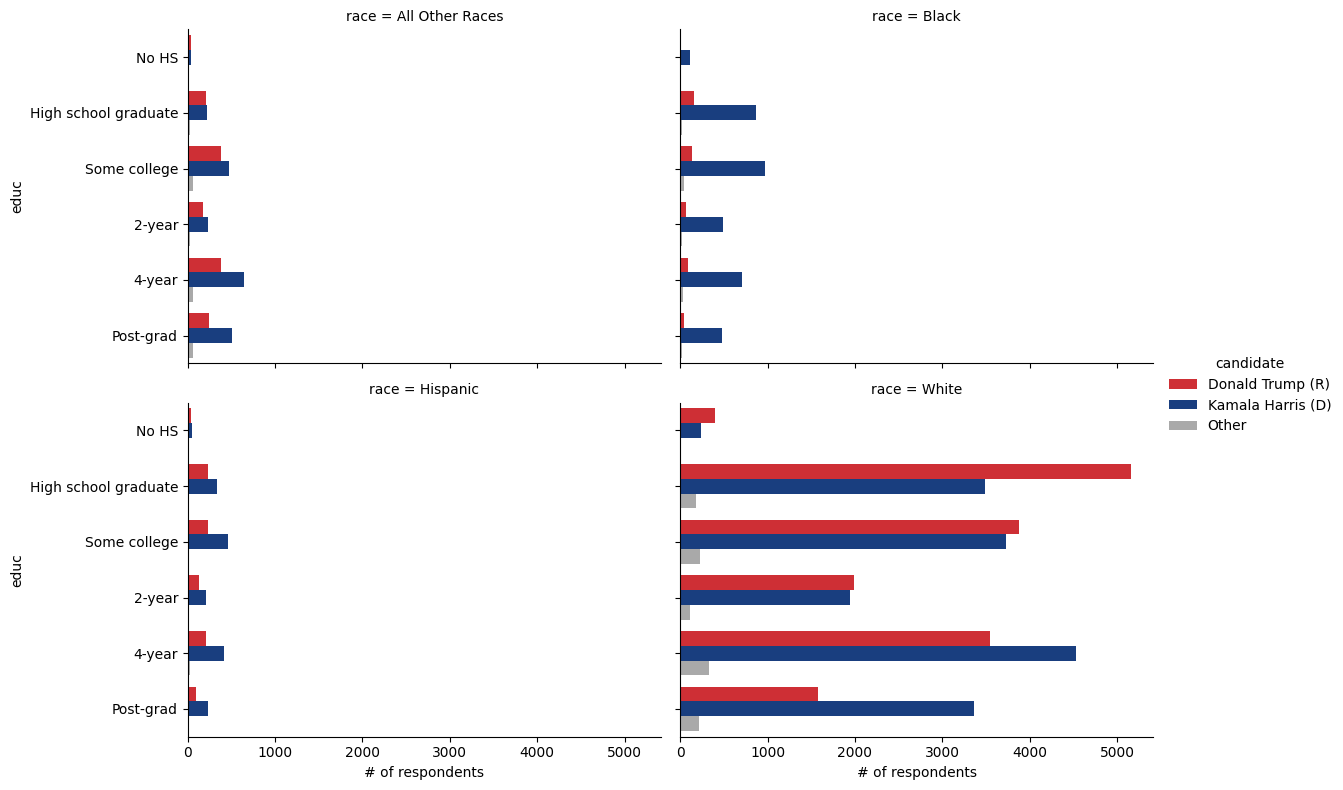 race = All Other Races
race = Black
No HS
High school graduate
Some college
2-year
4-year
Post-grad
educ
race = Hispanic
race = White
No HS
High school graduate
Some college
2-year
4-year
Post-grad
educ
0 1000 2000 3000 4000 5000
# of respondents
0 1000 2000 3000 4000 5000
# of respondents
candidate
Donald Trump (R)
Kamala Harris (D)
Other